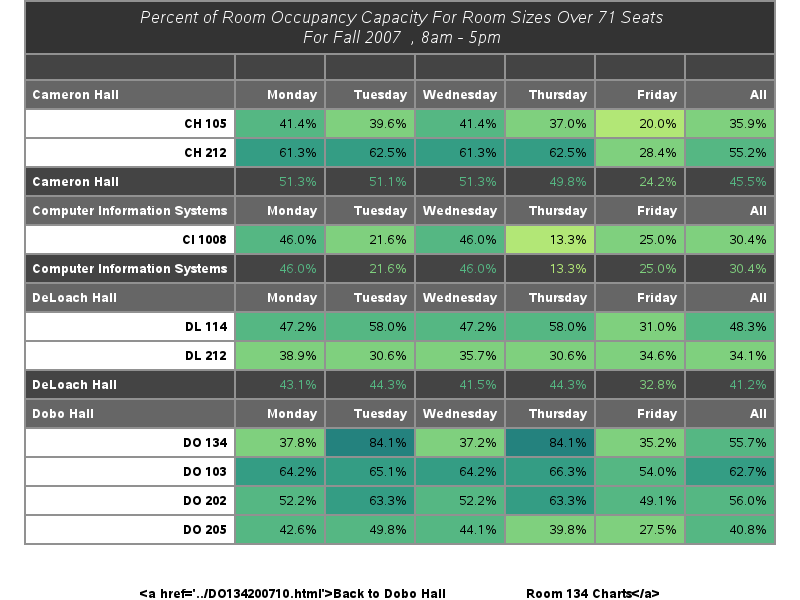 Percent of Room Occupancy Capacity For Room Sizes Over 71 Seats
For Fall 2007 , 8am - 5pm
Cameron Hall Monday Tuesday Wednesday Thursday Friday All
CH 105 41.4% 39.6% 41.4% 37.0% 20.0% 35.9%
CH 212 61.3% 62.5% 61.3% 62.5% 28.4% 55.2%
Cameron Hall 51.3% 51.1% 51.3% 49.8% 24.2% 45.5%
Computer Information Systems Monday Tuesday Wednesday Thursday Friday All
CI 1008 46.0% 21.6% 46.0% 13.3% 25.0% 30.4%
Computer Information Systems 46.0% 21.6% 46.0% 13.3% 25.0% 30.4%
DeLoach Hall Monday Tuesday Wednesday Thursday Friday All
DL 114 47.2% 58.0% 47.2% 58.0% 31.0% 48.3%
DL 212 38.9% 30.6% 35.7% 30.6% 34.6% 34.1%
DeLoach Hall 43.1% 44.3% 41.5% 44.3% 32.8% 41.2%
Dobo Hall Monday Tuesday Wednesday Thursday Friday All
DO 134 37.8% 84.1% 37.2% 84.1% 35.2% 55.7%
DO 103 64.2% 65.1% 64.2% 66.3% 54.0% 62.7%
DO 202 52.2% 63.3% 52.2% 63.3% 49.1% 56.0%
DO 205 42.6% 49.8% 44.1% 39.8% 27.5% 40.8%
<a href='../DO134200710.html'>Back to Dobo Hall Room 134 Charts</a>